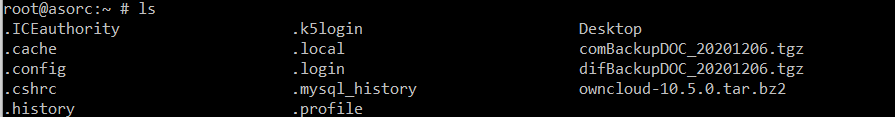 root@asorc:~ # ls
.ICEauthority .k5login Desktop
.cache .local comBackupDOC_20201206.tgz
.config .login difBackupDOC_20201206.tgz
.cshrc .mysql_history owncloud-10.5.0.tar.bz2
.history .profile